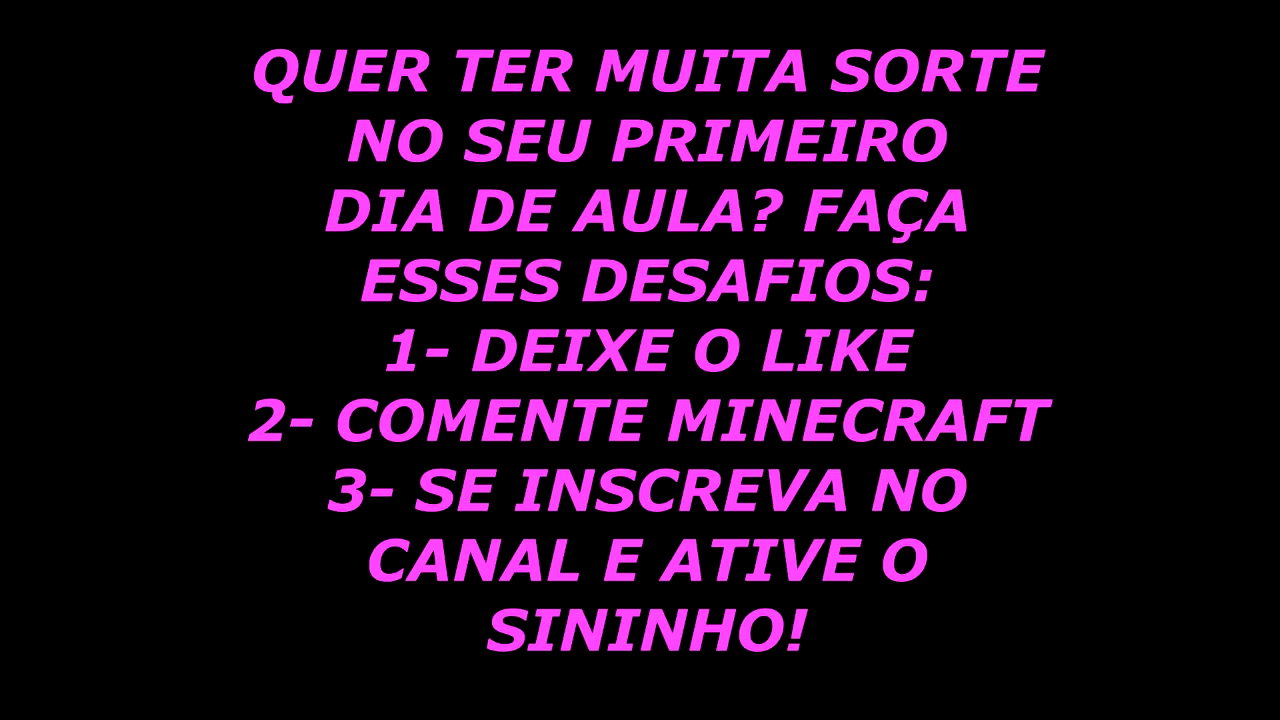 QUER TER MUITA SORTE
NO SEU PRIMEIRO
DIA DE AULA? FAÇA
ESSES DESAFIOS:
1- DEIXE O LIKE
2- COMENTE MINECRAFT
3- SE INSCREVA NO
CANAL E ATIVE O
SININHO!